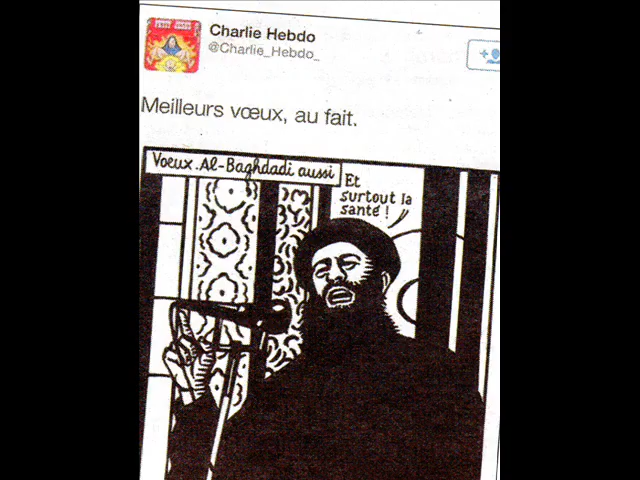 Charlie Hebdo
@Charlie_Hebdo_
Meilleurs vœux, au fait.
Voeux. Al-Baghdadi aussi
Et
surtout la
santé !